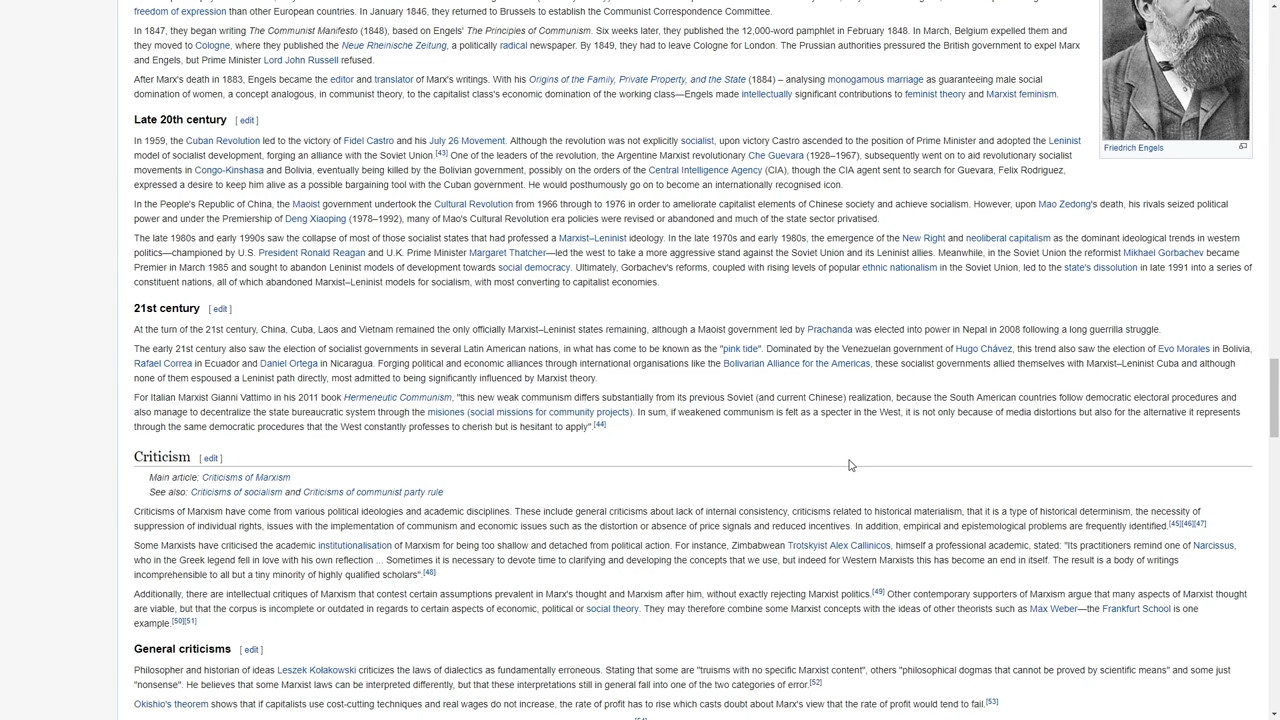 freedom of expression than other European countries. In January 1846, they returned to Brussels to establish the Communist Correspondence Committee.
In 1847, they began writing The Communist Manifesto (1848), based on Engels' The Principles of Communism. Six weeks later, they published the 12,000-word pamphlet in February 1848. In March, Belgium expelled them and
they moved to Cologne, where they published the Neue Rheinische Zeitung, a politically radical newspaper. By 1849, they had to leave Cologne for London. The Prussian authorities pressured the British government to expel Marx
and Engels, but Prime Minister Lord John Russell refused.
After Marx's death in 1883, Engels became the editor and translator of Marx's writings. With his Origins of the Family, Private Property, and the State (1884) – analysing monogamous marriage as guaranteeing male social
domination of women, a concept analogous, in communist theory, to the capitalist class's economic domination of the working class—Engels made intellectually significant contributions to feminist theory and Marxist feminism.
Friedrich Engels
Late 20th century [ edit ]
In 1959, the Cuban Revolution led to the victory of Fidel Castro and his July 26 Movement. Although the revolution was not explicitly socialist, upon victory Castro ascended to the position of Prime Minister and adopted the Leninist
model of socialist development, forging an alliance with the Soviet Union.[43] One of the leaders of the revolution, the Argentine Marxist revolutionary Che Guevara (1928–1967), subsequently went on to aid revolutionary socialist
movements in Congo-Kinshasa and Bolivia, eventually being killed by the Bolivian government, possibly on the orders of the Central Intelligence Agency (CIA), though the CIA agent sent to search for Guevara, Felix Rodriguez,
expressed a desire to keep him alive as a possible bargaining tool with the Cuban government. He would posthumously go on to become an internationally recognised icon.
In the People's Republic of China, the Maoist government undertook the Cultural Revolution from 1966 through to 1976 in order to ameliorate capitalist elements of Chinese society and achieve socialism. However, upon Mao Zedong's death, his rivals seized political
power and under the Premiership of Deng Xiaoping (1978–1992), many of Mao's Cultural Revolution era policies were revised or abandoned and much of the state sector privatised.
The late 1980s and early 1990s saw the collapse of most of those socialist states that had professed a Marxist–Leninist ideology. In the late 1970s and early 1980s, the emergence of the New Right and neoliberal capitalism as the dominant ideological trends in western
politics—championed by U.S. President Ronald Reagan and U.K. Prime Minister Margaret Thatcher—led the west to take a more aggressive stand against the Soviet Union and its Leninist allies. Meanwhile, in the Soviet Union the reformist Mikhael Gorbachev became
Premier in March 1985 and sought to abandon Leninist models of development towards social democracy. Ultimately, Gorbachev's reforms, coupled with rising levels of popular ethnic nationalism in the Soviet Union, led to the state's dissolution in late 1991 into a series of
constituent nations, all of which abandoned Marxist–Leninist models for socialism, with most converting to capitalist economies.
21st century [ edit ]
At the turn of the 21st century, China, Cuba, Laos and Vietnam remained the only officially Marxist–Leninist states remaining, although a Maoist government led by Prachanda was elected into power in Nepal in 2008 following a long guerrilla struggle.
The early 21st century also saw the election of socialist governments in several Latin American nations, in what has come to be known as the "pink tide". Dominated by the Venezuelan government of Hugo Chávez, this trend also saw the election of Evo Morales in Bolivia,
Rafael Correa in Ecuador and Daniel Ortega in Nicaragua. Forging political and economic alliances through international organisations like the Bolivarian Alliance for the Americas, these socialist governments allied themselves with Marxist–Leninist Cuba and although
none of them espoused a Leninist path directly, most admitted to being significantly influenced by Marxist theory.
For Italian Marxist Gianni Vattimo in his 2011 book Hermeneutic Communism, "this new weak communism differs substantially from its previous Soviet (and current Chinese) realization, because the South American countries follow democratic electoral procedures and
also manage to decentralize the state bureaucratic system through the misiones (social missions for community projects). In sum, if weakened communism is felt as a specter in the West, it is not only because of media distortions but also for the alternative it represents
through the same democratic procedures that the West constantly professes to cherish but is hesitant to apply".[44]
Criticism [ edit ]
Main article: Criticisms of Marxism
See also: Criticisms of socialism and Criticisms of communist party rule
Criticisms of Marxism have come from various political ideologies and academic disciplines. These include general criticisms about lack of internal consistency, criticisms related to historical materialism, that it is a type of historical determinism, the necessity of
suppression of individual rights, issues with the implementation of communism and economic issues such as the distortion or absence of price signals and reduced incentives. In addition, empirical and epistemological problems are frequently identified.[45][46][47]
Some Marxists have criticised the academic institutionalisation of Marxism for being too shallow and detached from political action. For instance, Zimbabwean Trotskyist Alex Callinicos, himself a professional academic, stated: "Its practitioners remind one of Narcissus,
who in the Greek legend fell in love with his own reflection ... Sometimes it is necessary to devote time to clarifying and developing the concepts that we use, but indeed for Western Marxists this has become an end in itself. The result is a body of writings
incomprehensible to all but a tiny minority of highly qualified scholars".[48]
Additionally, there are intellectual critiques of Marxism that contest certain assumptions prevalent in Marx's thought and Marxism after him, without exactly rejecting Marxist politics.[49] Other contemporary supporters of Marxism argue that many aspects of Marxist thought
are viable, but that the corpus is incomplete or outdated in regards to certain aspects of economic, political or social theory. They may therefore combine some Marxist concepts with the ideas of other theorists such as Max Weber—the Frankfurt School is one
example.[50][51]
General criticisms [ edit ]
Philosopher and historian of ideas Leszek Kołakowski criticizes the laws of dialectics as fundamentally erroneous. Stating that some are "truisms with no specific Marxist content", others "philosophical dogmas that cannot be proved by scientific means" and some just
"nonsense". He believes that some Marxist laws can be interpreted differently, but that these interpretations still in general fall into one of the two categories of error.[52]
Okishio's theorem shows that if capitalists use cost-cutting techniques and real wages do not increase, the rate of profit has to rise which casts doubt about Marx's view that the rate of profit would tend to fall.[53]